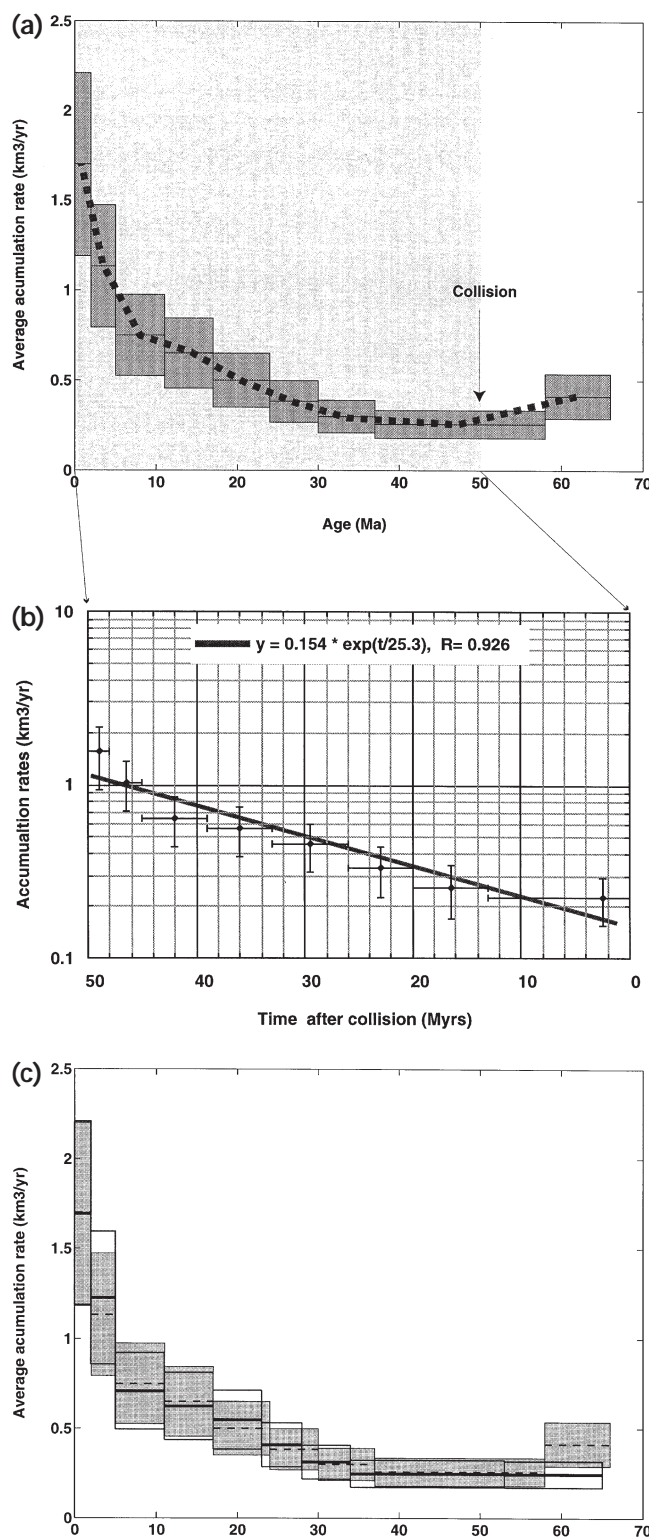 (a)
2.5
2
1.5
1
0.5
0
Average acumulation rate (km3/yr)
Collision
0 10 20 30 40 50 60 70
Age (Ma)
(b)
10
1
0.1
Accumualtion rates (km3/yr)
y = 0.154 * exp(t/25.3), R= 0.926
50 40 30 20 10 0
Time after collision (Myrs)
(c)
2.5
2
1.5
1
0.5
0
Average acumulation rate (km3/yr)
0 10 20 30 40 50 60 70